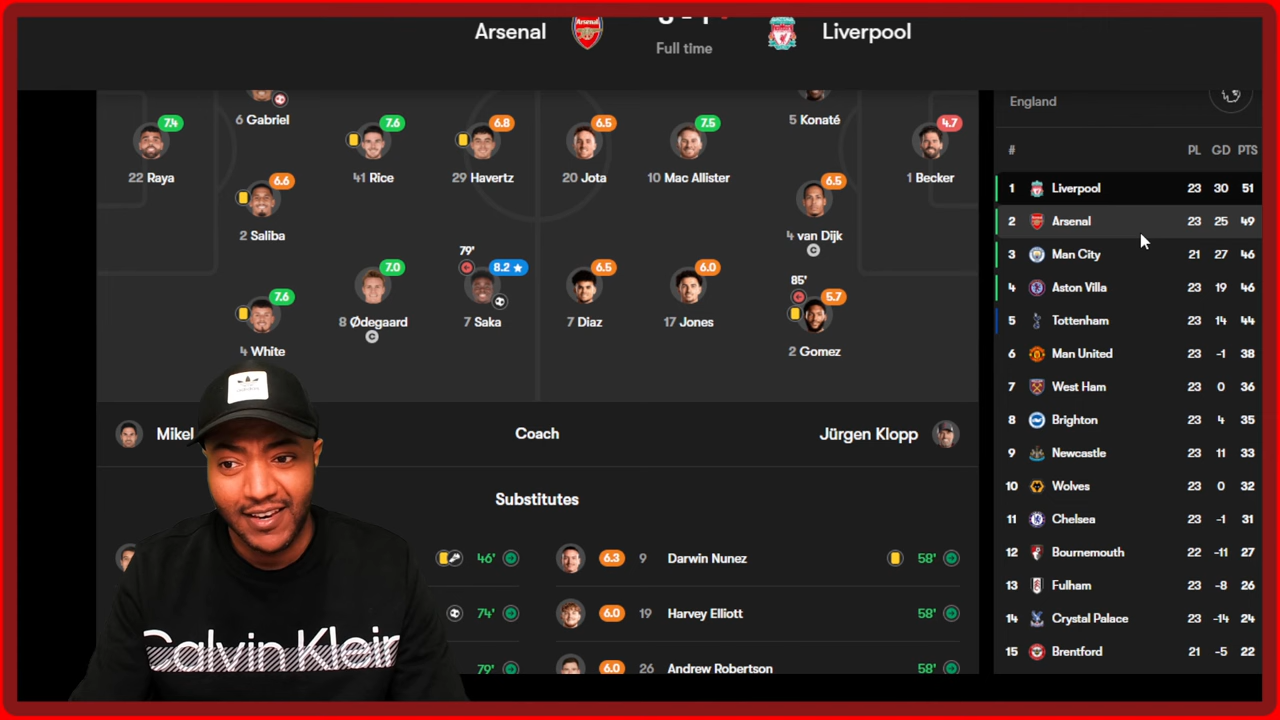 Arsenal
Liverpool
Full time
7.4
22 Raya
6 Gabriel
6.6
2 Saliba
7.6
4 White
7.6
41 Rice
7.0
8 Ødegaard
C
6.8
29 Havertz
79'
8.2
7 Saka
6.5
20 Jota
6.5
7 Diaz
7.5
10 Mac Allister
6.0
17 Jones
5 Konaté
6.5
4 van Dijk
C
85'
5.7
2 Gomez
4.7
1 Becker
Mikel
Coach
Jürgen Klopp
Substitutes
46'
6.3 9 Darwin Nunez 58'
74'
6.0 19 Harvey Elliott 58'
79'
6.0 26 Andrew Robertson 58'
England
# PL GD PTS
1 Liverpool 23 30 51
2 Arsenal 23 25 49
3 Man City 21 27 46
4 Aston Villa 23 19 46
5 Tottenham 23 14 44
6 Man United 23 -1 38
7 West Ham 23 0 36
8 Brighton 23 4 35
9 Newcastle 23 11 33
10 Wolves 23 0 32
11 Chelsea 23 -1 31
12 Bournemouth 22 -11 27
13 Fulham 23 -8 26
14 Crystal Palace 23 -14 24
15 Brentford 21 -5 22
Calvin Klein